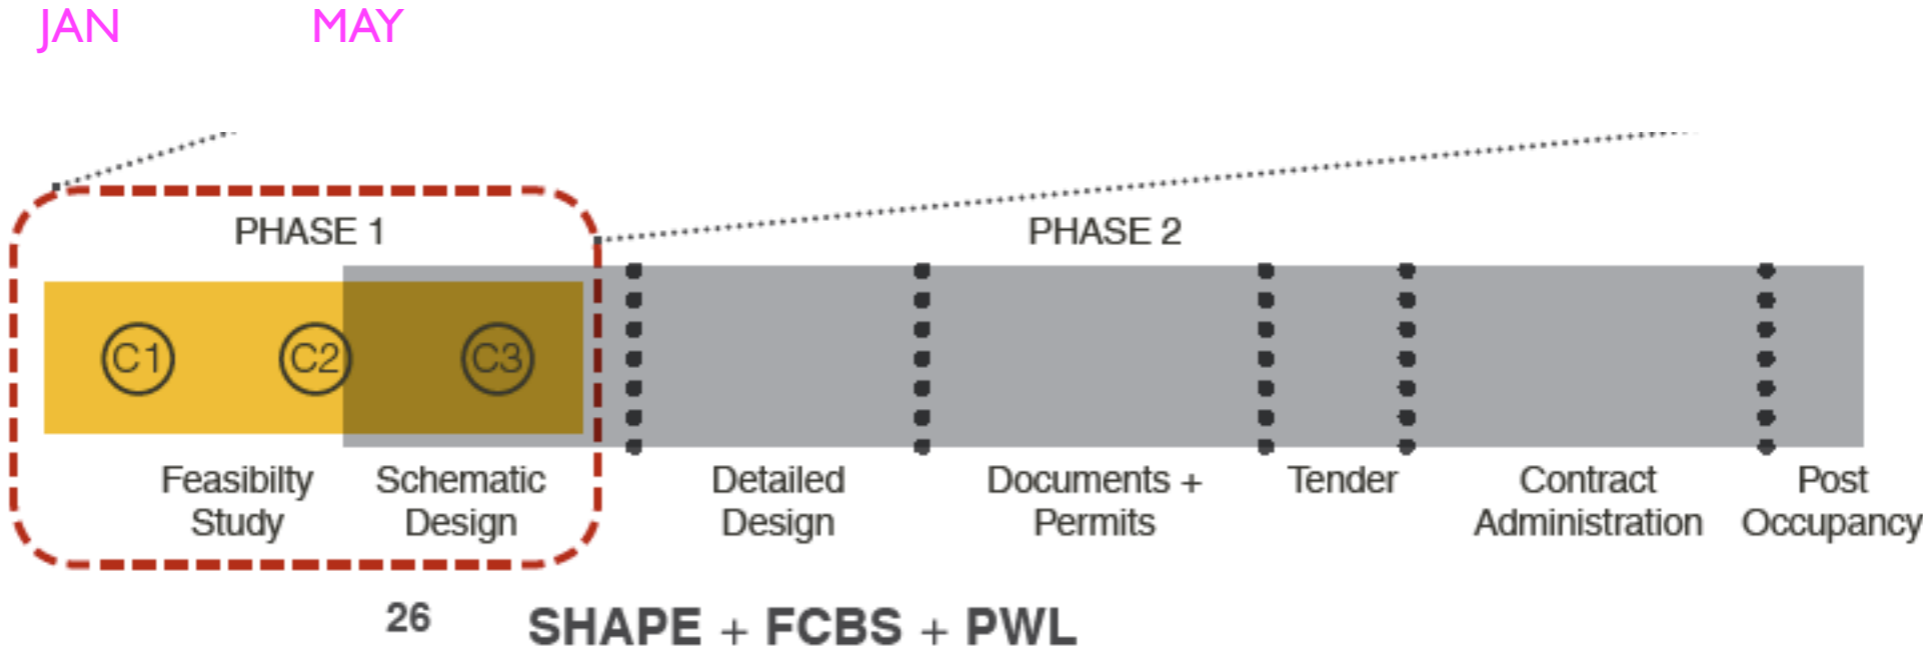 JAN MAY
PHASE 1 PHASE 2
C1 C2 C3
Feasibilty Schematic Detailed Documents + Tender Contract Post
Study Design Design Permits Administration Occupancy
26 SHAPE + FCBS + PWL